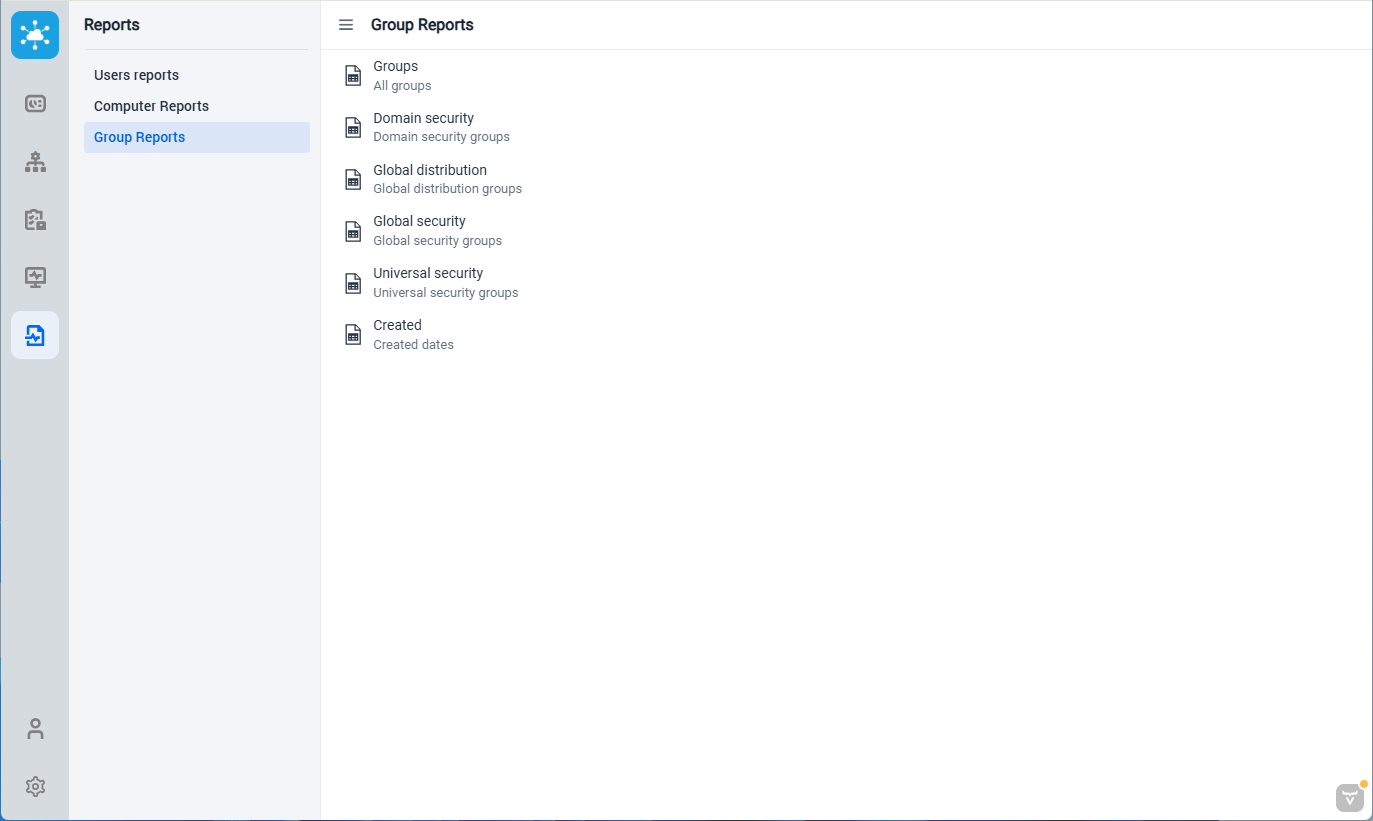 Reports
Users reports
Computer Reports
Group Reports
Group Reports
Groups
All groups
Domain security
Domain security groups
Global distribution
Global distribution groups
Global security
Global security groups
Universal security
Universal security groups
Created
Created dates